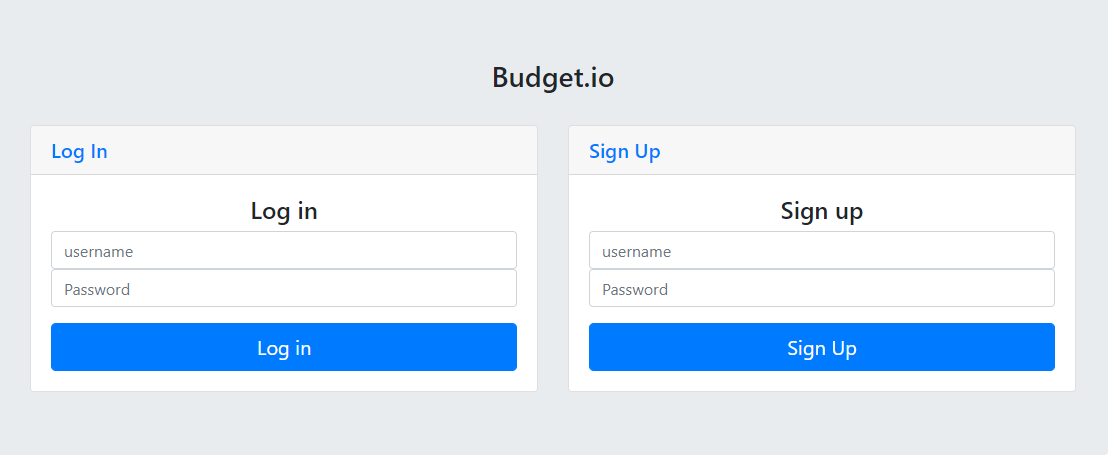 Budget.io
Log In
Log in
username
Password
Log in
Sign Up
Sign up
username
Password
Sign Up